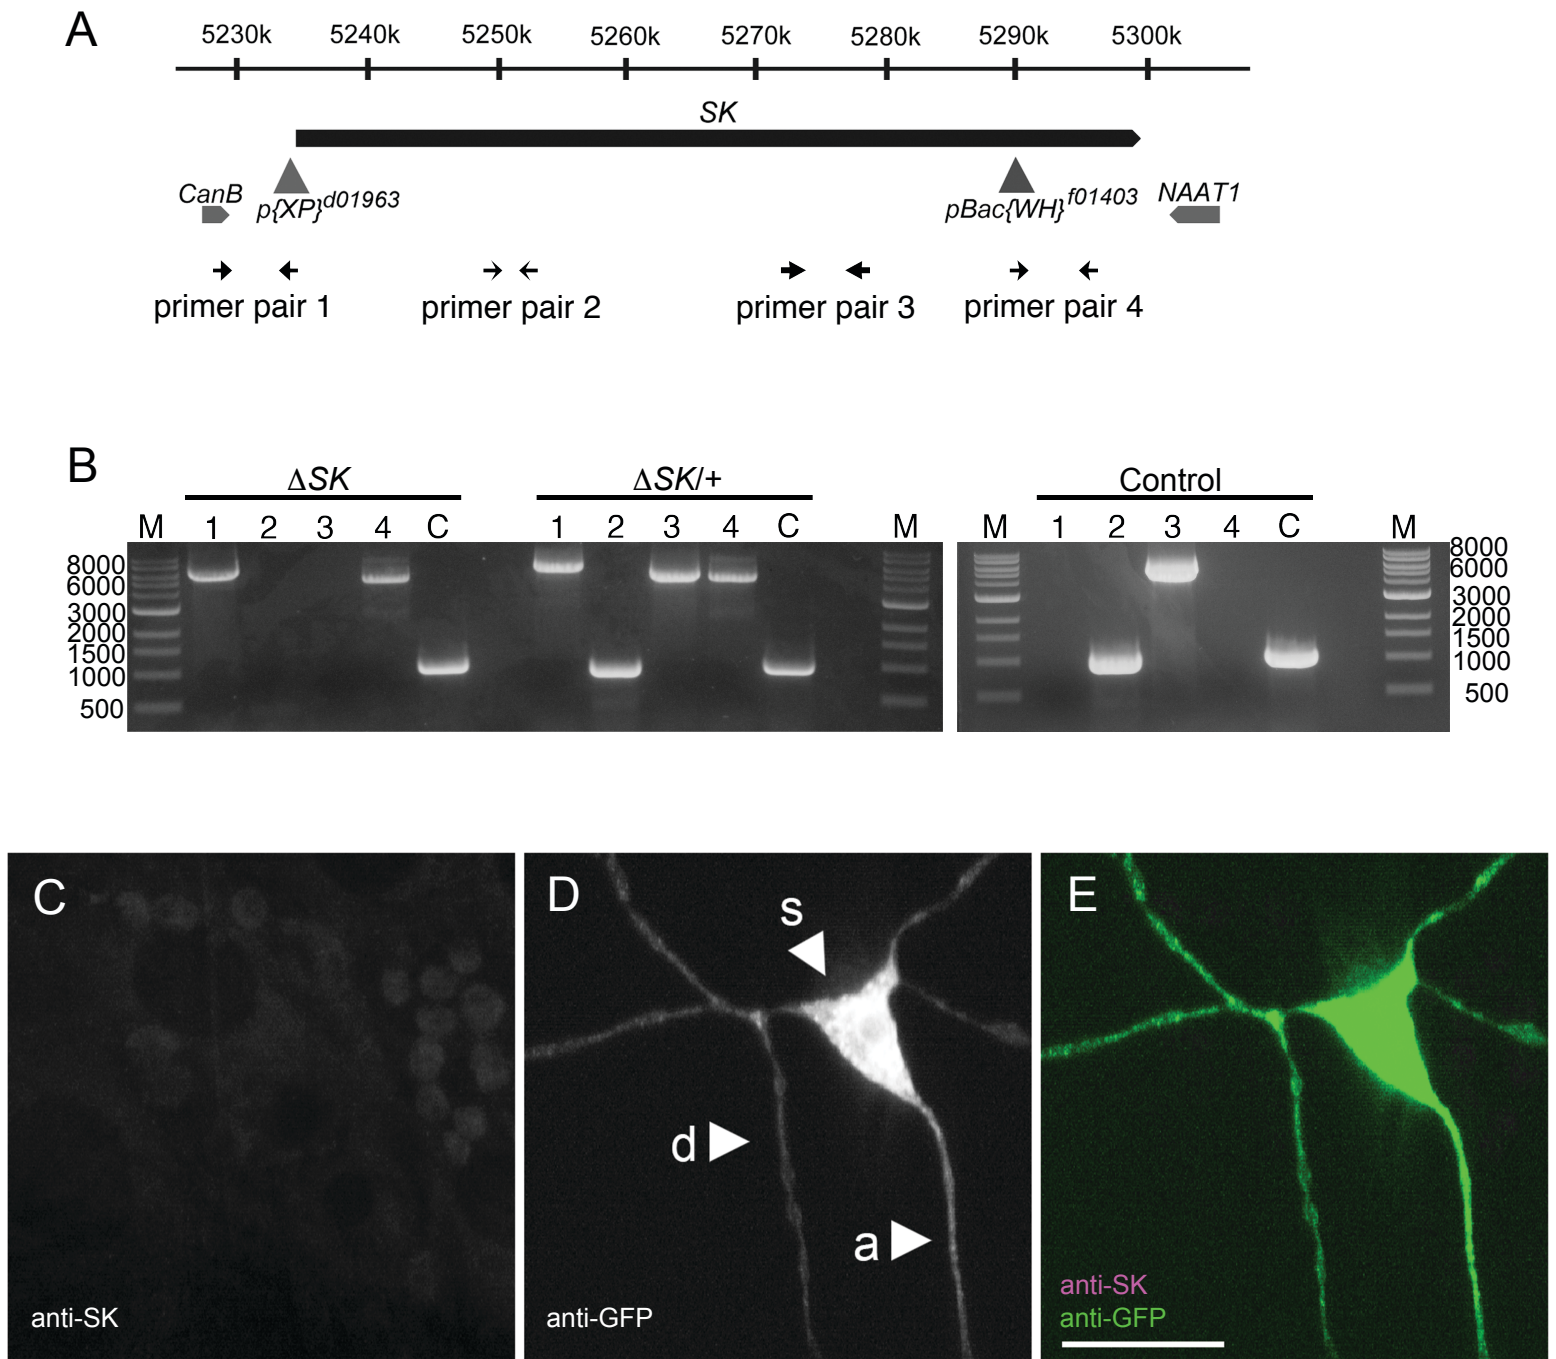 A
5230k 5240k 5250k 5260k 5270k 5280k 5290k 5300k
SK
CanB p{XP}d01963 pBac{WH}f01403 NAAT1
primer pair 1 primer pair 2 primer pair 3 primer pair 4
B
ΔSK ΔSK/+ Control
M 1 2 3 4 C 1 2 3 4 C M M 1 2 3 4 C M
8000 8000
6000 6000
3000 3000
2000 2000
1500 1500
1000 1000
500 500
C D E
s
d
a
anti-SK
anti-SK anti-GFP anti-GFP